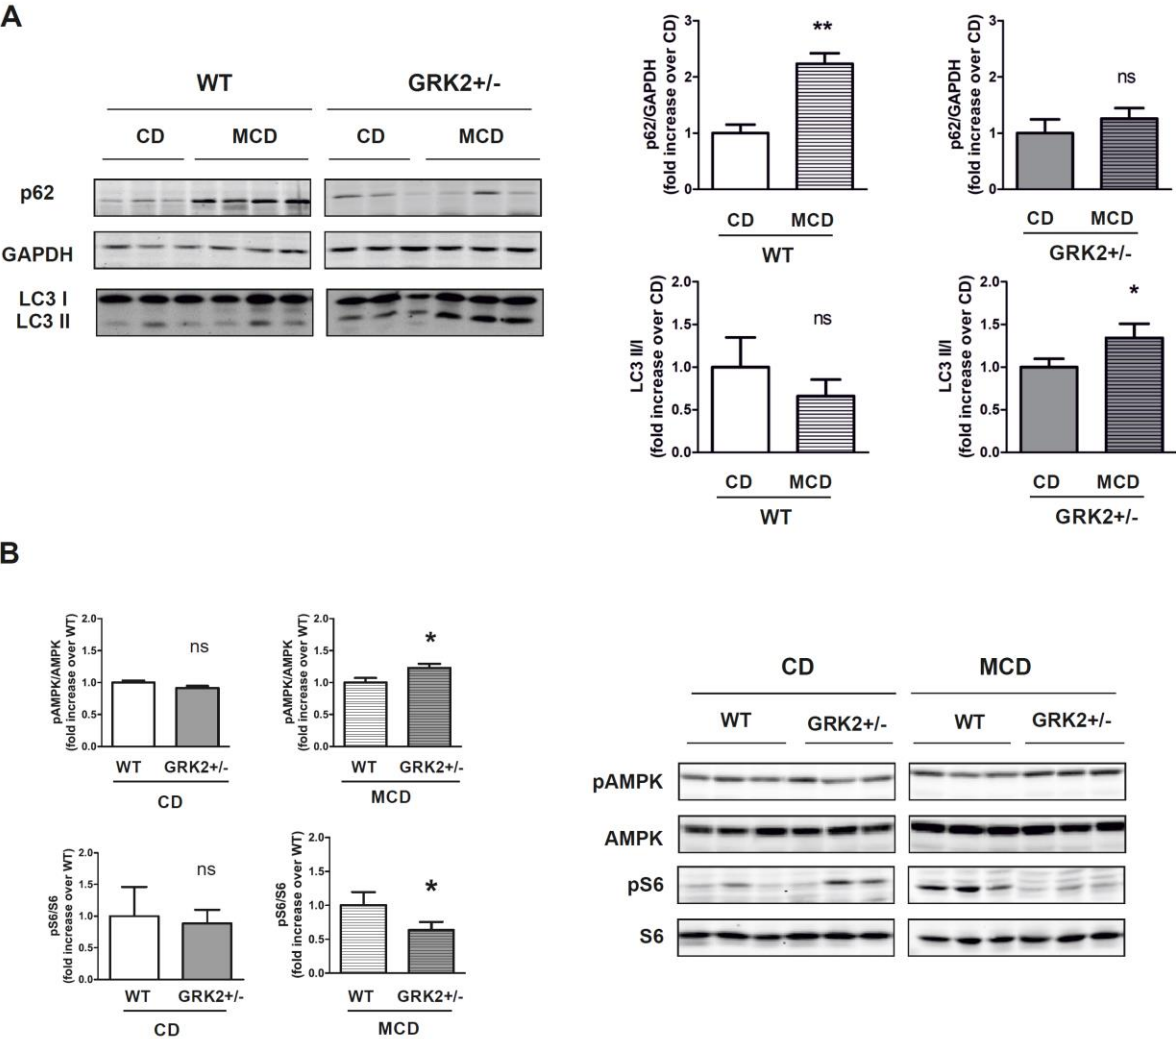 A
WT GRK2+/-
CD MCD CD MCD
p62
GAPDH
LC3 I
LC3 II
p62/GAPDH
(fold increase over CD)
3
2
1
0
**
CD MCD
WT
p62/GAPDH
(fold increase over CD)
3
2
1
0
ns
CD MCD
GRK2+/-
LC3 II/I
(fold increase over CD)
2.0
1.5
1.0
0.5
0.0
ns
CD MCD
WT
LC3 II/I
(fold increase over CD)
2.0
1.5
1.0
0.5
0.0
*
CD MCD
GRK2+/-
B
pAMPK/AMPK
(fold increase over WT)
2.0
1.5
1.0
0.5
0.0
ns
WT GRK2+/-
CD
pAMPK/AMPK
(fold increase over WT)
2.0
1.5
1.0
0.5
0.0
*
WT GRK2+/-
MCD
pS6/S6
(fold increase over WT)
2.0
1.5
1.0
0.5
0.0
ns
WT GRK2+/-
CD
pS6/S6
(fold increase over WT)
2.0
1.5
1.0
0.5
0.0
*
WT GRK2+/-
MCD
CD MCD
WT GRK2+/- WT GRK2+/-
pAMPK
AMPK
pS6
S6